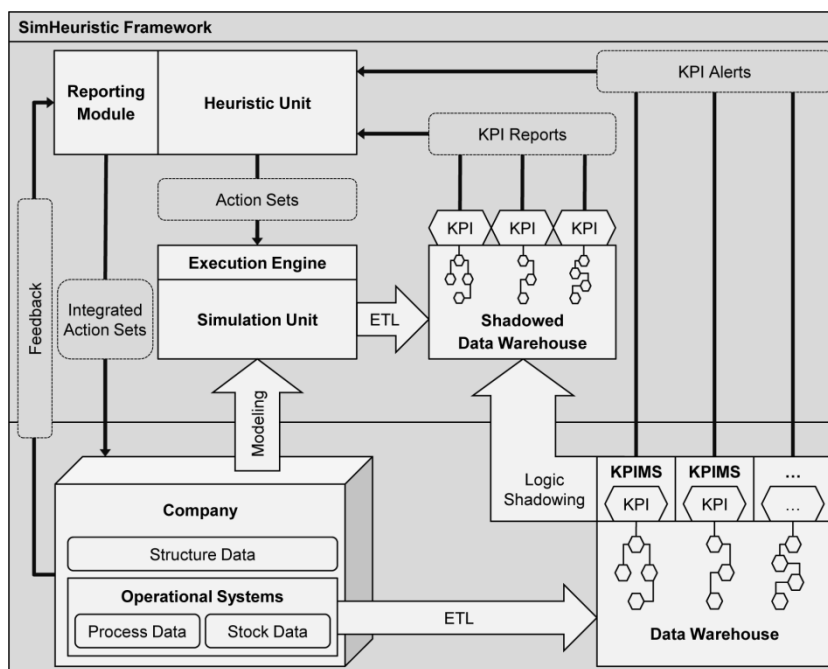 SimHeuristic Framework
Reporting
Module
Heuristic Unit
KPI Alerts
KPI Reports
Action Sets
KPI
KPI
KPI
Execution Engine
Simulation Unit
ETL
Shadowed
Data Warehouse
Feedback
Integrated
Action Sets
Modeling
Logic
Shadowing
KPIMS
KPIMS
...
KPI
KPI
...
Company
Structure Data
Operational Systems
Process Data
Stock Data
ETL
Data Warehouse